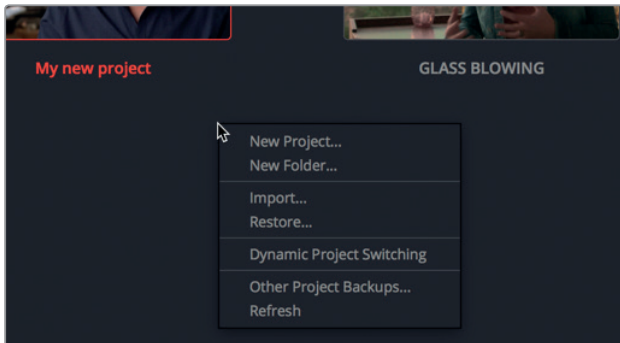 My new project
GLASS BLOWING
New Project...
New Folder...
Import...
Restore...
Dynamic Project Switching
Other Project Backups...
Refresh